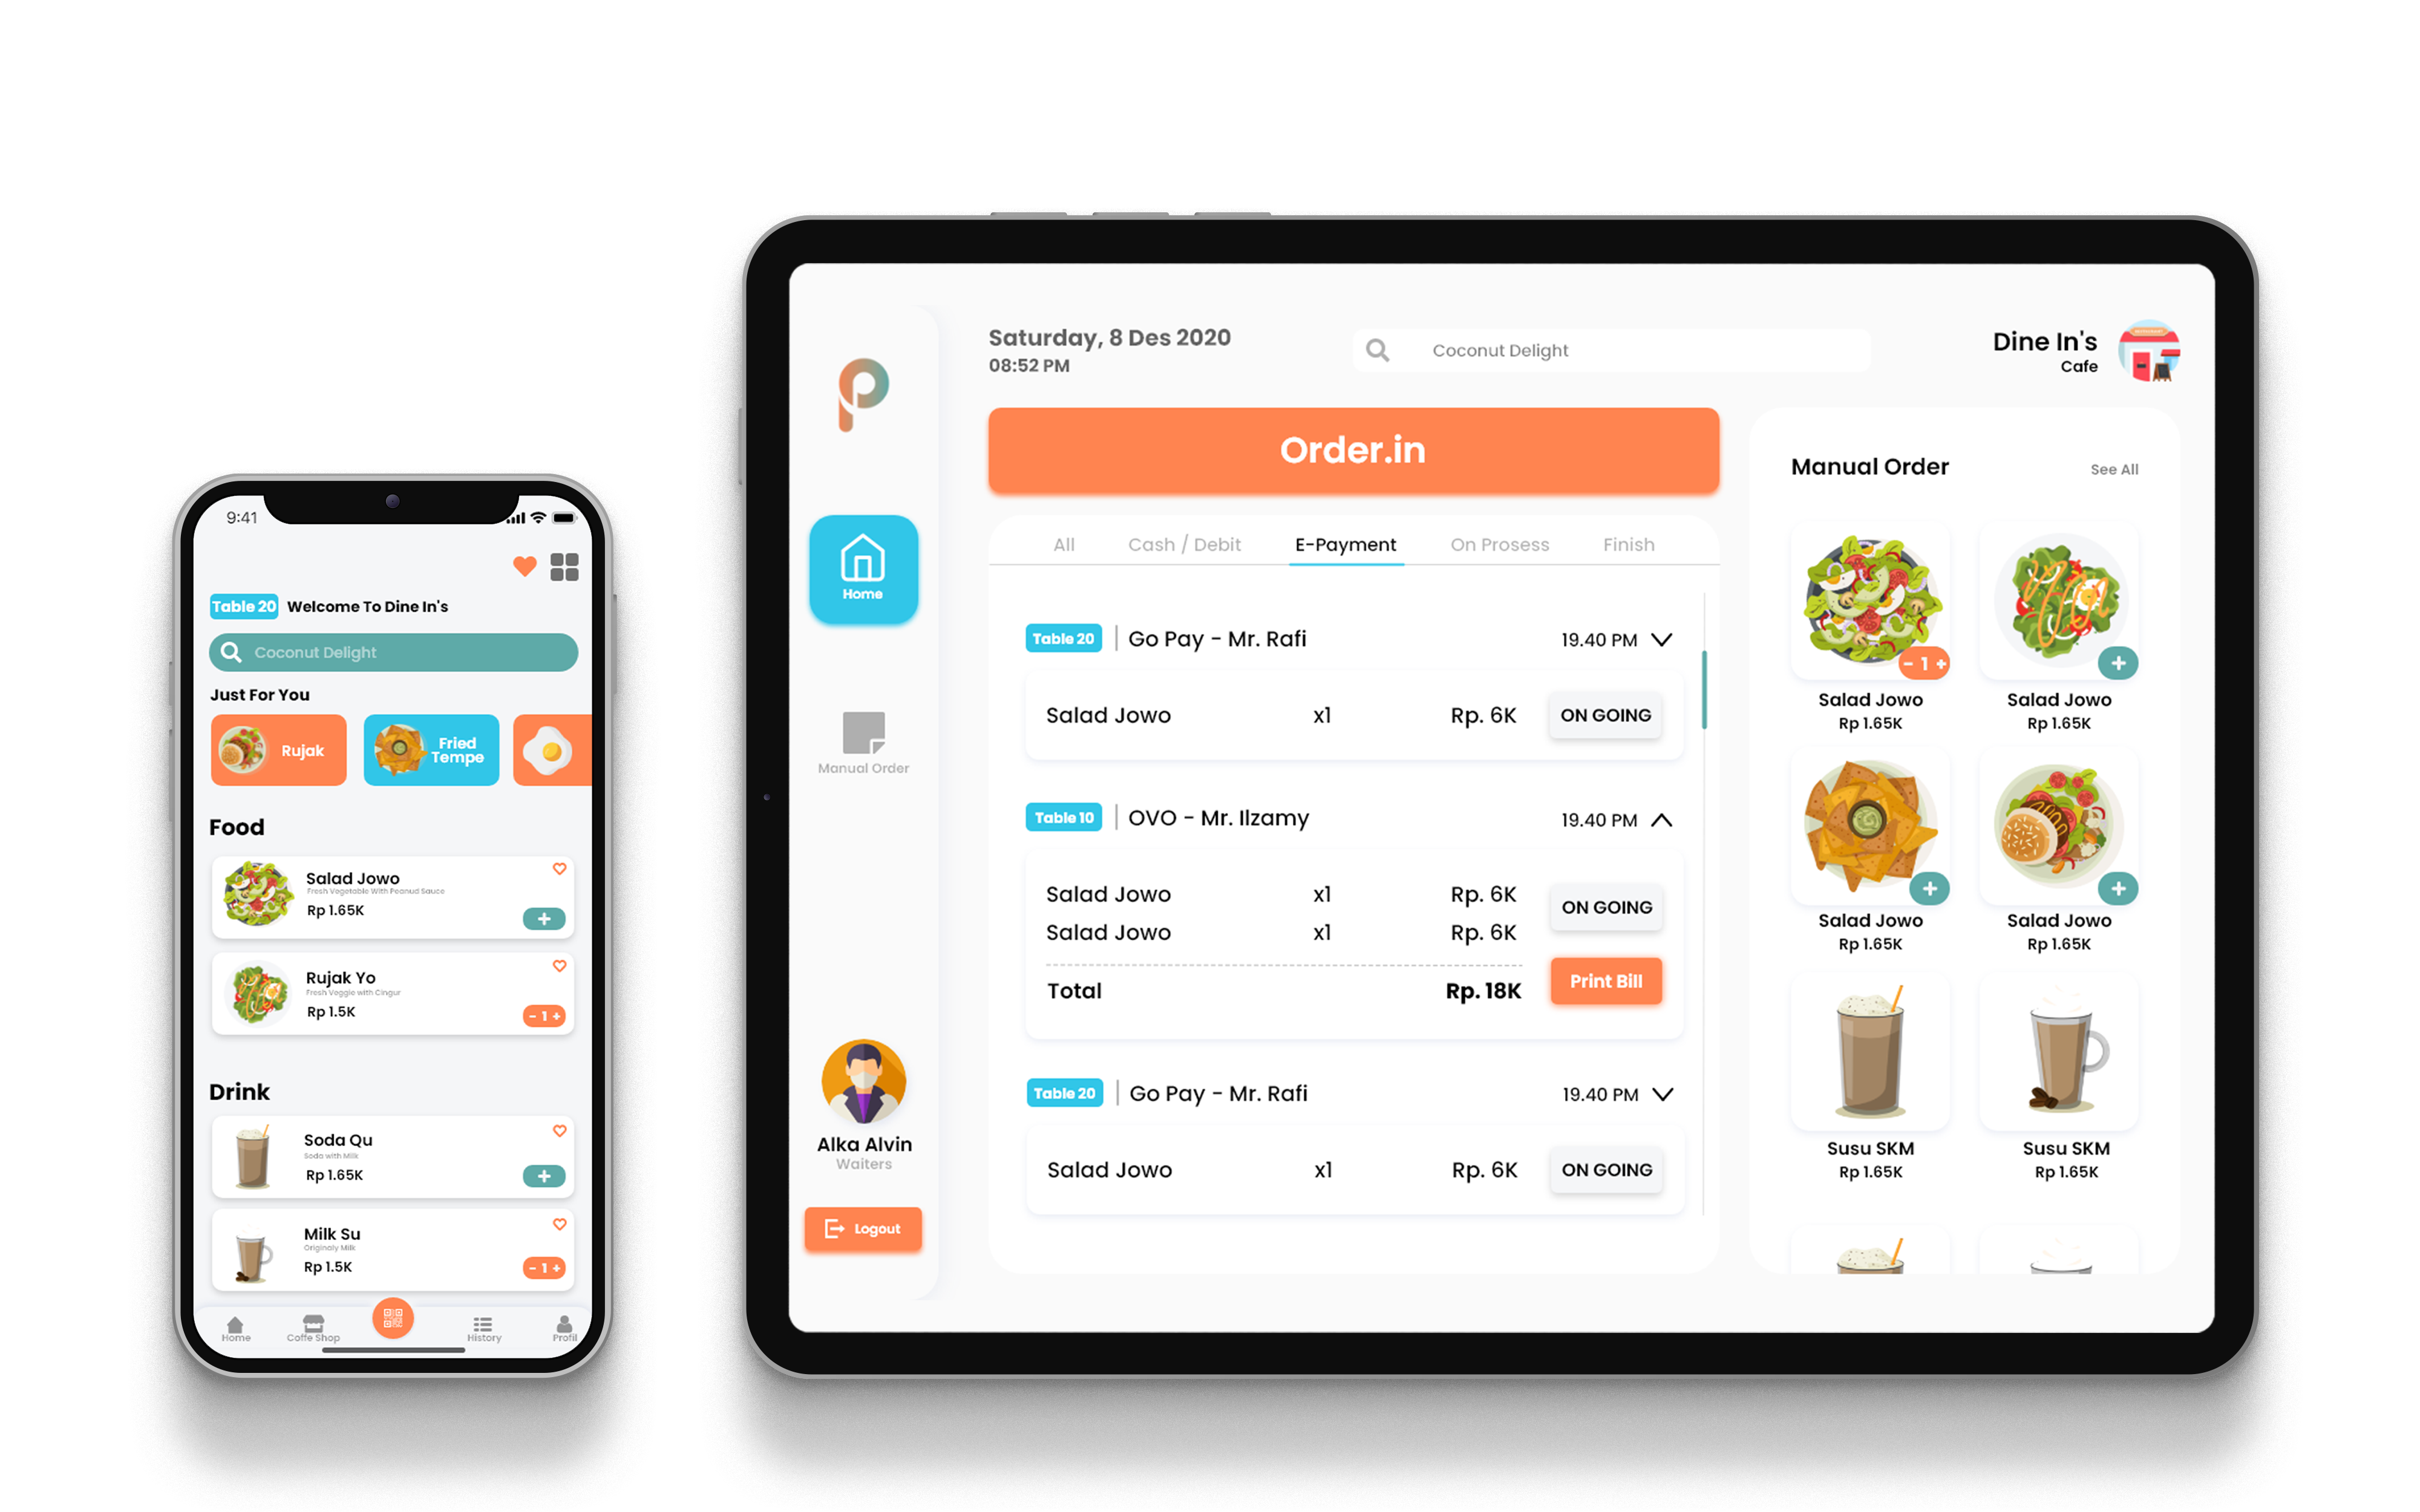 9:41
Table 20 Welcome To Dine In's
Coconut Delight
Just For You
Rujak
Fried
Tempe
Food
Salad Jowo
Fresh Vegetable With Peanud Sauce
Rp 1.65K
+
Rujak Yo
Fresh Veggie with Cingur
Rp 1.5K
- 1 +
Drink
Soda Qu
Soda with Milk
Rp 1.65K
+
Milk Su
Originaly Milk
Rp 1.5K
- 1 +
Home
Coffe Shop
History
Profil
Home
Manual Order
Alka Alvin
Waiters
Logout
Saturday, 8 Des 2020
08:52 PM
Coconut Delight
Dine In's
Cafe
Order.in
All Cash / Debit E-Payment On Prosess Finish
Table 20 | Go Pay - Mr. Rafi 19.40 PM
Salad Jowo x1 Rp. 6K ON GOING
Table 10 | OVO - Mr. Ilzamy 19.40 PM
Salad Jowo x1 Rp. 6K ON GOING
Salad Jowo x1 Rp. 6K
Total Rp. 18K Print Bill
Table 20 | Go Pay - Mr. Rafi 19.40 PM
Salad Jowo x1 Rp. 6K ON GOING
Manual Order See All
- 1 + +
Salad Jowo Salad Jowo
Rp 1.65K Rp 1.65K
+ +
Salad Jowo Salad Jowo
Rp 1.65K Rp 1.65K
Susu SKM Susu SKM
Rp 1.65K Rp 1.65K